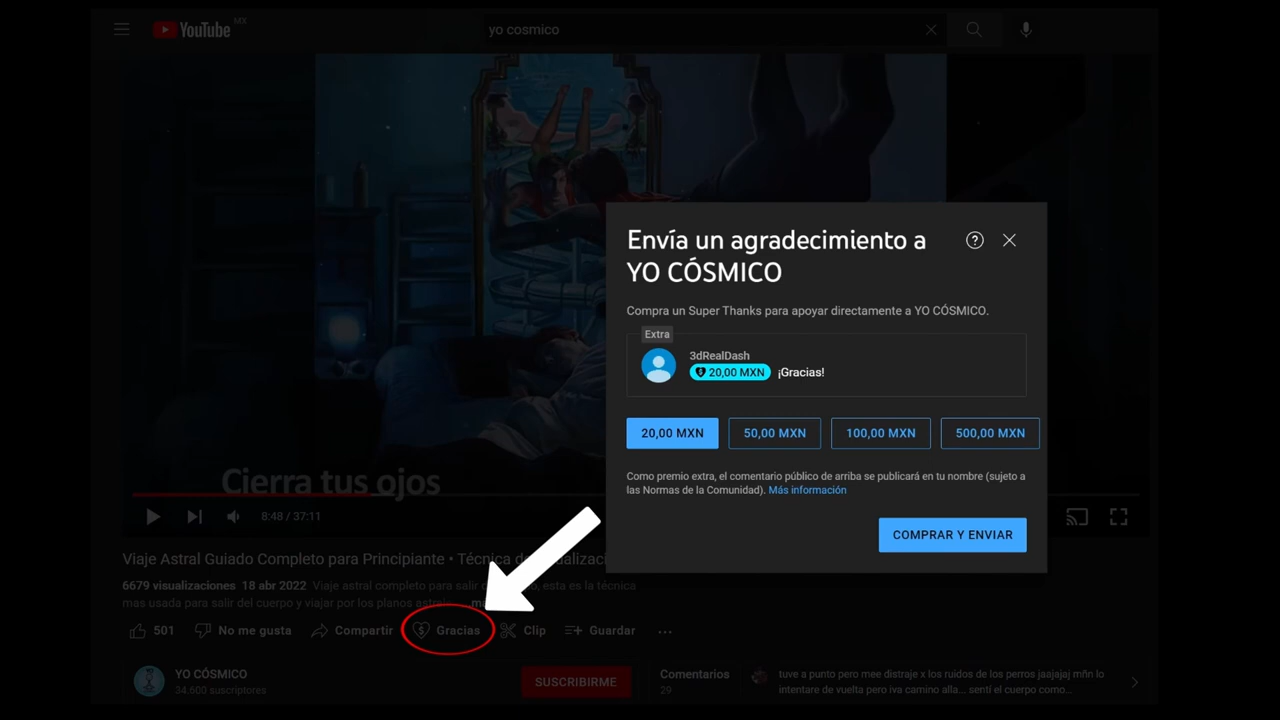 YouTube MX
yo cosmico
Envía un agradecimiento a
YO CÓSMICO
Compra un Super Thanks para apoyar directamente a YO CÓSMICO.
Extra
3dRealDash
20,00 MXN ¡Gracias!
20,00 MXN 50,00 MXN 100,00 MXN 500,00 MXN
Como premio extra, el comentario público de arriba se publicará en tu nombre (sujeto a
las Normas de la Comunidad). Más información
COMPRAR Y ENVIAR
Cierra tus ojos
8:48 / 37:11
Viaje Astral Guiado Completo para Principiante • Técnica
6679 visualizaciones 18 abr 2022 Viaje astral completo para salir esta es la técnica
mas usada para salir del cuerpo y viajar por los planos
501 No me gusta Compartir Gracias Clip Guardar
YO CÓSMICO
34.600 suscriptores
SUSCRIBIRME
Comentarios
29
tuve a punto pero mee distraje x los ruidos de los perros jaajajaj mñn lo
intentare de vuelta pero iva camino alla... sentí el cuerpo como...